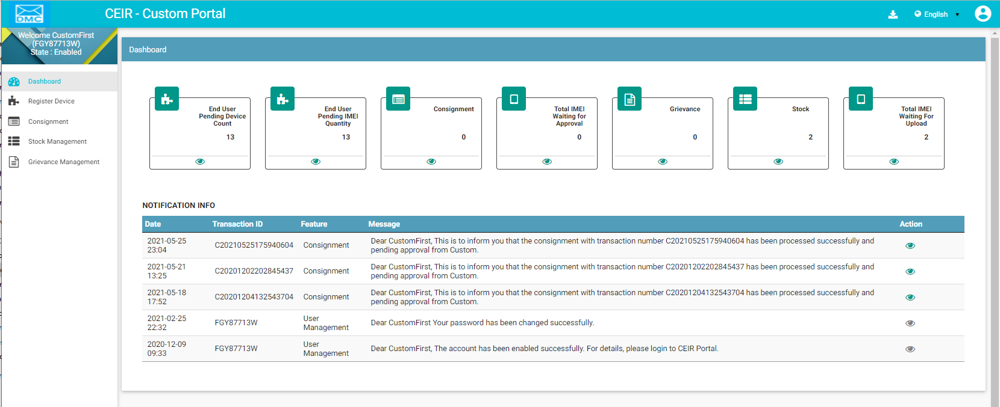 DMC
CEIR - Custom Portal
English
Welcome CustomFirst
(FGY87713W)
State : Enabled
Dashboard
Register Device
Consignment
Stock Management
Grievance Management
Dashboard
End User
Pending Device
Count
13
End User
Pending IMEI
Quantity
13
Consignment
0
Total IMEI
Waiting for
Approval
0
Grievance
0
Stock
2
Total IMEI
Waiting For
Upload
2
NOTIFICATION INFO
Date Transaction ID Feature Message Action
2021-05-25
23:04
C20210525175940604
Consignment
Dear CustomFirst, This is to inform you that the consignment with transaction number C20210525175940604 has been processed successfully and
pending approval from Custom.
2021-05-21
13:25
C20201202202845437
Consignment
Dear CustomFirst, This is to inform you that the consignment with transaction number C20201202202845437 has been processed successfully and
pending approval from Custom.
2021-05-18
17:52
C20201204132543704
Consignment
Dear CustomFirst, This is to inform you that the consignment with transaction number C20201204132543704 has been processed successfully and
pending approval from Custom.
2021-02-25
22:32
FGY87713W
User
Management
Dear CustomFirst Your password has been changed successfully.
2020-12-09
09:33
FGY87713W
User
Management
Dear CustomFirst, The account has been enabled successfully. For details, please login to CEIR Portal.